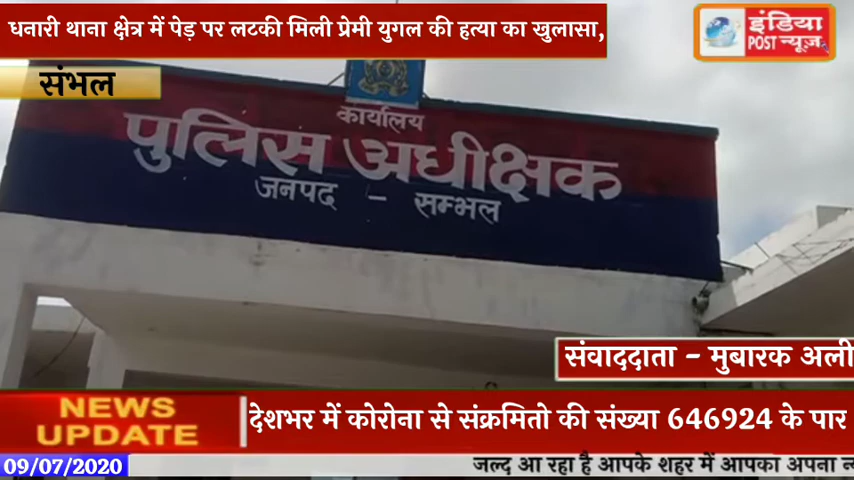 धनारी थाना क्षेत्र में पेड़ पर लटकी मिली प्रेमी युगल की हत्या का खुलासा,
इंडिया
POST न्यूज़
संभल
कार्यालय
पुलिस अधीक्षक
जनपद - सम्भल
संवाददाता - मुबारक अली
NEWS
UPDATE
देशभर में कोरोना से संक्रमितो की संख्या 646924 के पार
09/07/2020
जल्द आ रहा है आपके शहर में आपका अपना